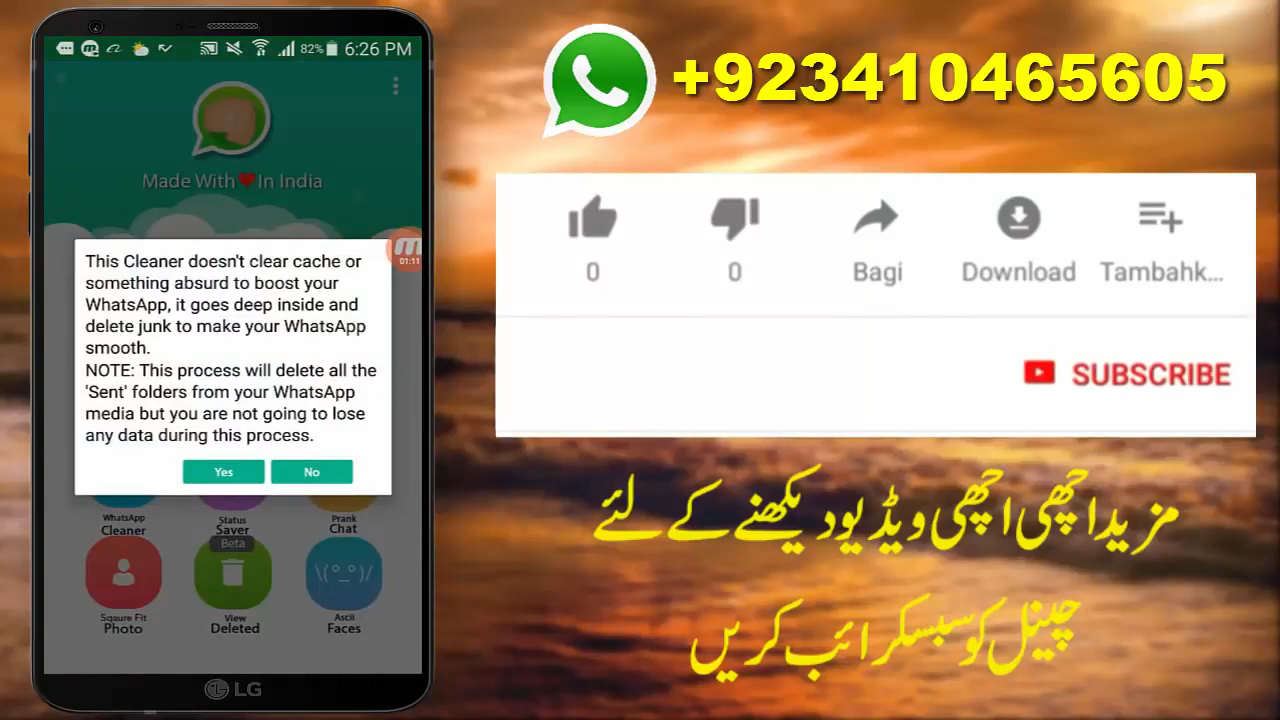 82% 6:26 PM
Made With In India
01:11
This Cleaner doesn't clear cache or
something absurd to boost your
WhatsApp, it goes deep inside and
delete junk to make your WhatsApp
smooth.
NOTE: This process will delete all the
'Sent' folders from your WhatsApp
media but you are not going to lose
any data during this process.
Yes No
WhatsApp
Cleaner
Status
Saver
Prank
Chat
Beta
Sqaure Fit
Photo
View
Deleted
Ascii
Faces
LG
+923410465605
0 0 Bagi Download Tambahk...
SUBSCRIBE
مزید اچھی اچھی ویڈیو دیکھنے کے لئے
چینل کو سبسکرائب کریں